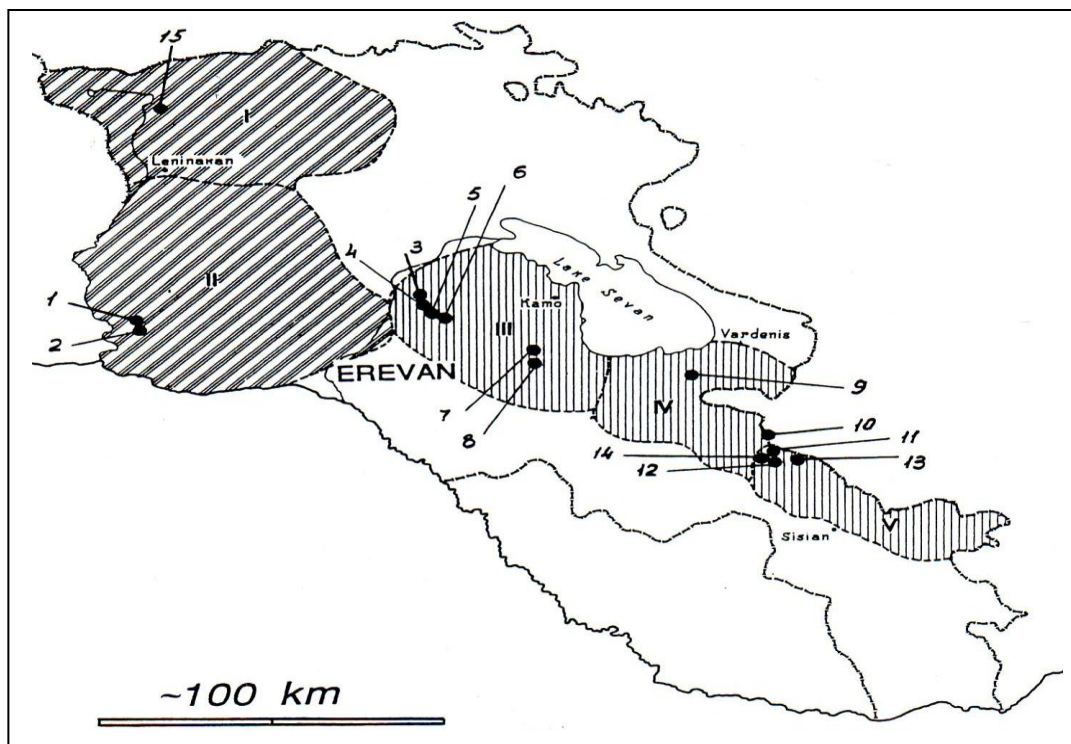 15
I
Leninakan
6
5
4
3
Lake Sevan
II
Kamo
1
III
Vardenis
2
EREVAN
9
7
IV
10
8
11
14
13
12
V
Sisian
~100 km